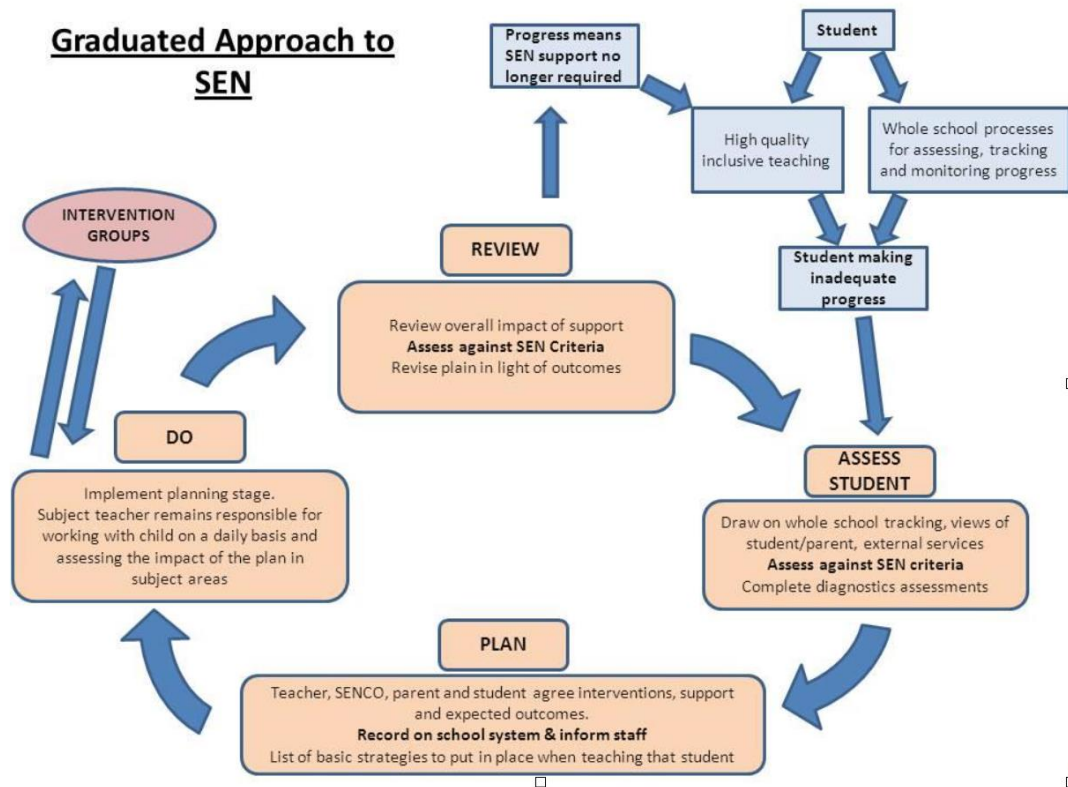 Graduated Approach to
SEN
Progress means
SEN support no
longer required
Student
High quality
inclusive teaching
Whole school processes
for assessing, tracking
and monitoring progress
Student making
inadequate
progress
INTERVENTION
GROUPS
REVIEW
Review overall impact of support
Assess against SEN Criteria
Revise plain in light of outcomes
DO
Implement planning stage.
Subject teacher remains responsible for
working with child on a daily basis and
assessing the impact of the plan in
subject areas
ASSESS
STUDENT
Draw on whole school tracking, views of
student/parent, external services
Assess against SEN criteria
Complete diagnostics assessments
PLAN
Teacher, SENCO, parent and student agree interventions, support
and expected outcomes.
Record on school system & inform staff
List of basic strategies to put in place when teaching that student